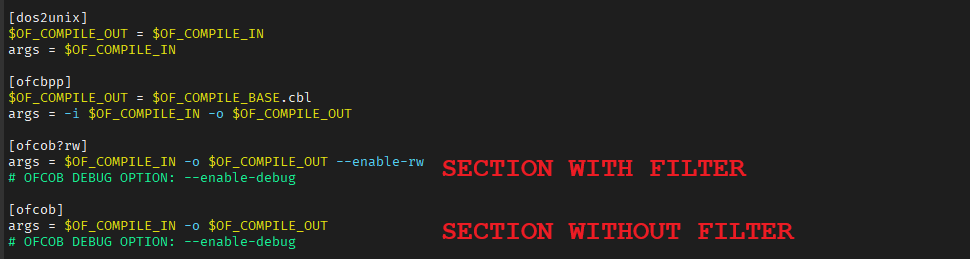 [dos2unix]
$OF_COMPILE_OUT = $OF_COMPILE_IN
args = $OF_COMPILE_IN
[ofcbpp]
$OF_COMPILE_OUT = $OF_COMPILE_BASE.cbl
args = -i $OF_COMPILE_IN -o $OF_COMPILE_OUT
[ofcob?rw]
args = $OF_COMPILE_IN -o $OF_COMPILE_OUT --enable-rw
SECTION WITH FILTER
# OFCOB DEBUG OPTION: --enable-debug
[ofcob]
args = $OF_COMPILE_IN -o $OF_COMPILE_OUT
SECTION WITHOUT FILTER
# OFCOB DEBUG OPTION: --enable-debug